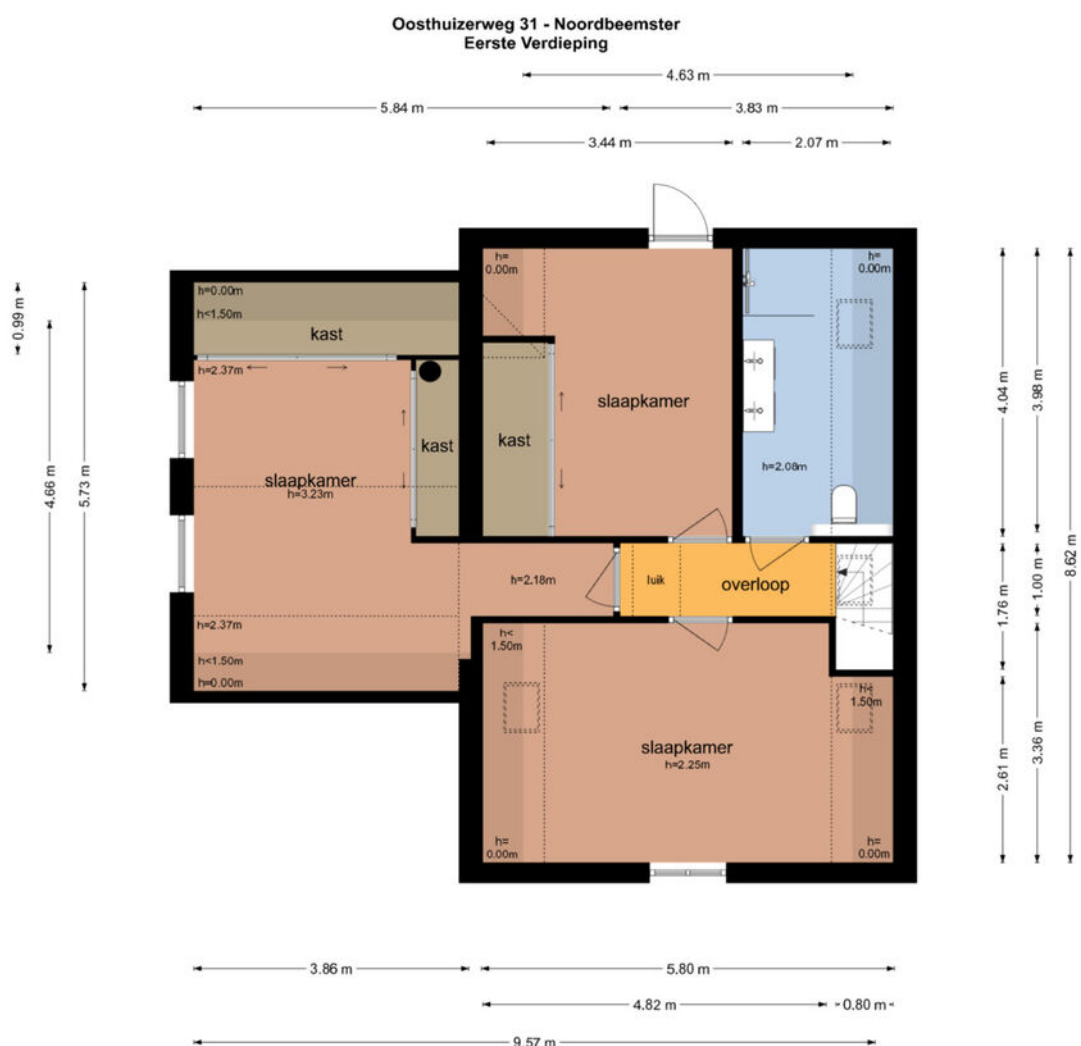 Oosthuizerweg 31 - Noordbeemster
Eerste Verdieping
4.63 m
5.84 m
3.83 m
3.44 m
2.07 m
h=
0.00m
h=
0.00m
h=0.00m
h<1.50m
kast
0.99 m
h=2.37m
slaapkamer
kast
kast
4.04 m
3.98 m
h=2.08m
slaapkamer
h=3.23m
4.66 m
5.73 m
8.62 m
h=2.18m
luik
overloop
1.76 m
1.00 m
h=2.37m
h<
1.50m
h<1.50m
h=0.00m
h<
1.50m
slaapkamer
h=2.25m
2.61 m
3.36 m
h=
0.00m
h=
0.00m
3.86 m
5.80 m
4.82 m
0.80 m
9.57 m